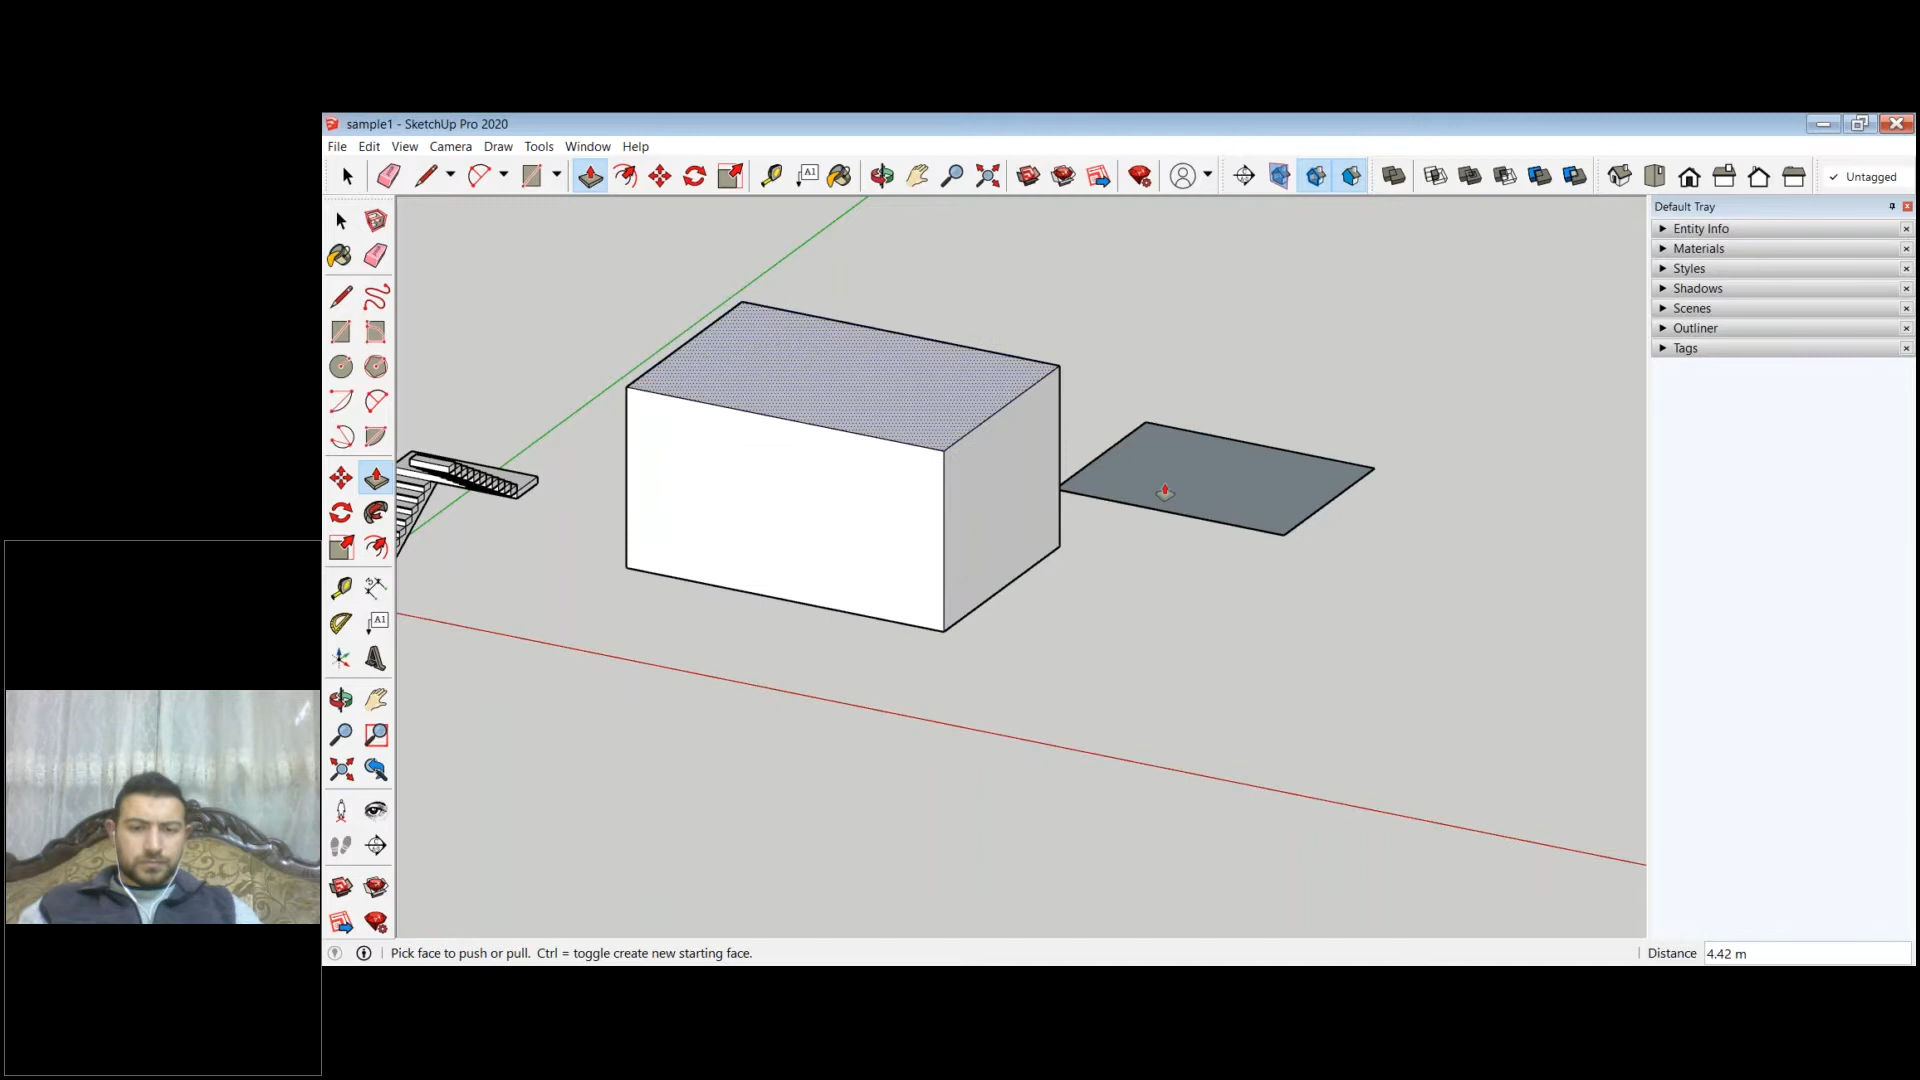 sample1 - SketchUp Pro 2020
File Edit View Camera Draw Tools Window Help
A1
Untagged
Default Tray
Entity Info
Materials
Styles
Shadows
Scenes
Outliner
Tags
A1
Pick face to push or pull. Ctrl = toggle create new starting face.
Distance 4.42 m